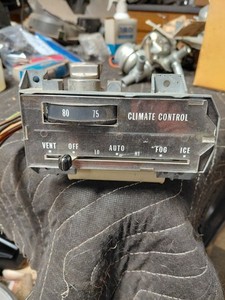 80 75
CLIMATE CONTROL
VENT OFF LO AUTO HI FOG ICE